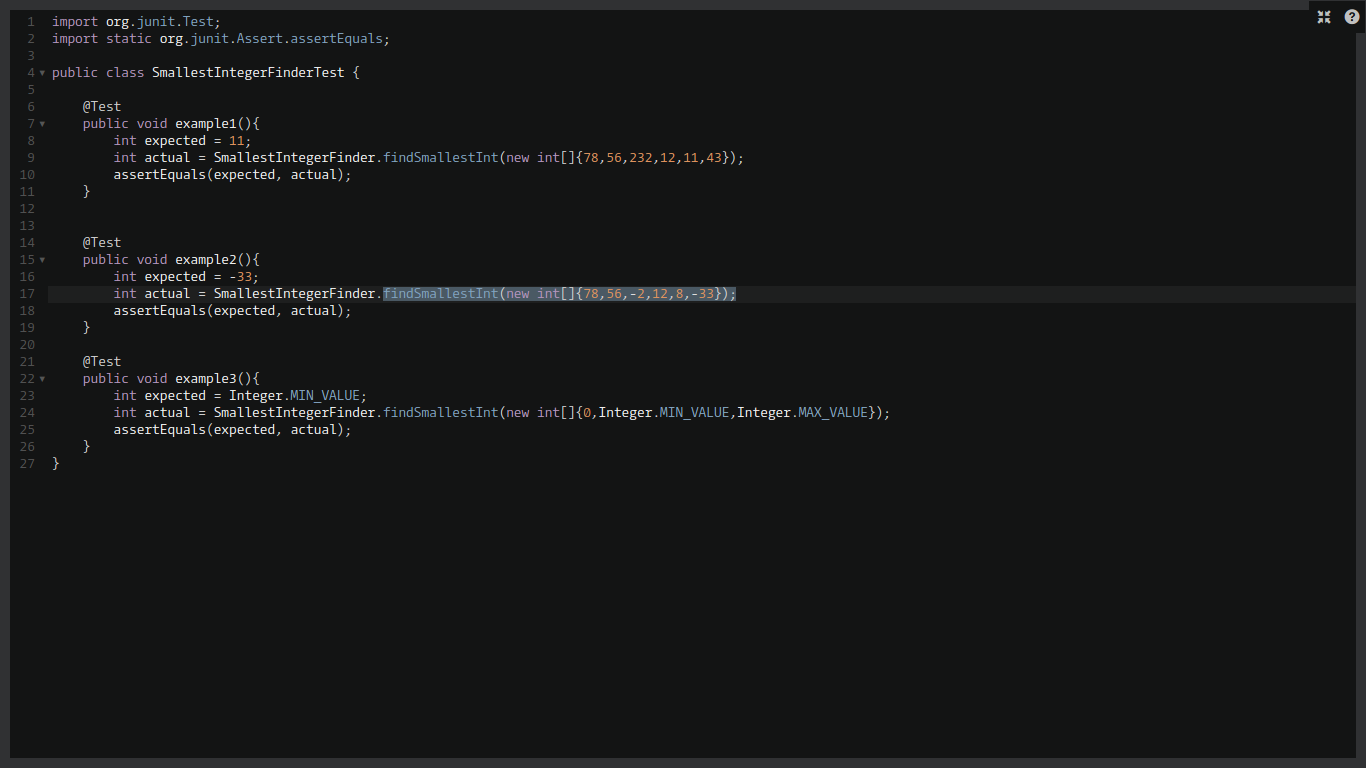 1 import org.junit.Test;
2 import static org.junit.Assert.assertEquals;
3
4 public class SmallestIntegerFinderTest {
5
6     @Test
7     public void example1(){
8         int expected = 11;
9         int actual = SmallestIntegerFinder.findSmallestInt(new int[]{78,56,232,12,11,43});
10         assertEquals(expected, actual);
11     }
12
13
14     @Test
15     public void example2(){
16         int expected = -33;
17         int actual = SmallestIntegerFinder.findSmallestInt(new int[]{78,56,-2,12,8,-33});
18         assertEquals(expected, actual);
19     }
20
21     @Test
22     public void example3(){
23         int expected = Integer.MIN_VALUE;
24         int actual = SmallestIntegerFinder.findSmallestInt(new int[]{0,Integer.MIN_VALUE,Integer.MAX_VALUE});
25         assertEquals(expected, actual);
26     }
27 }